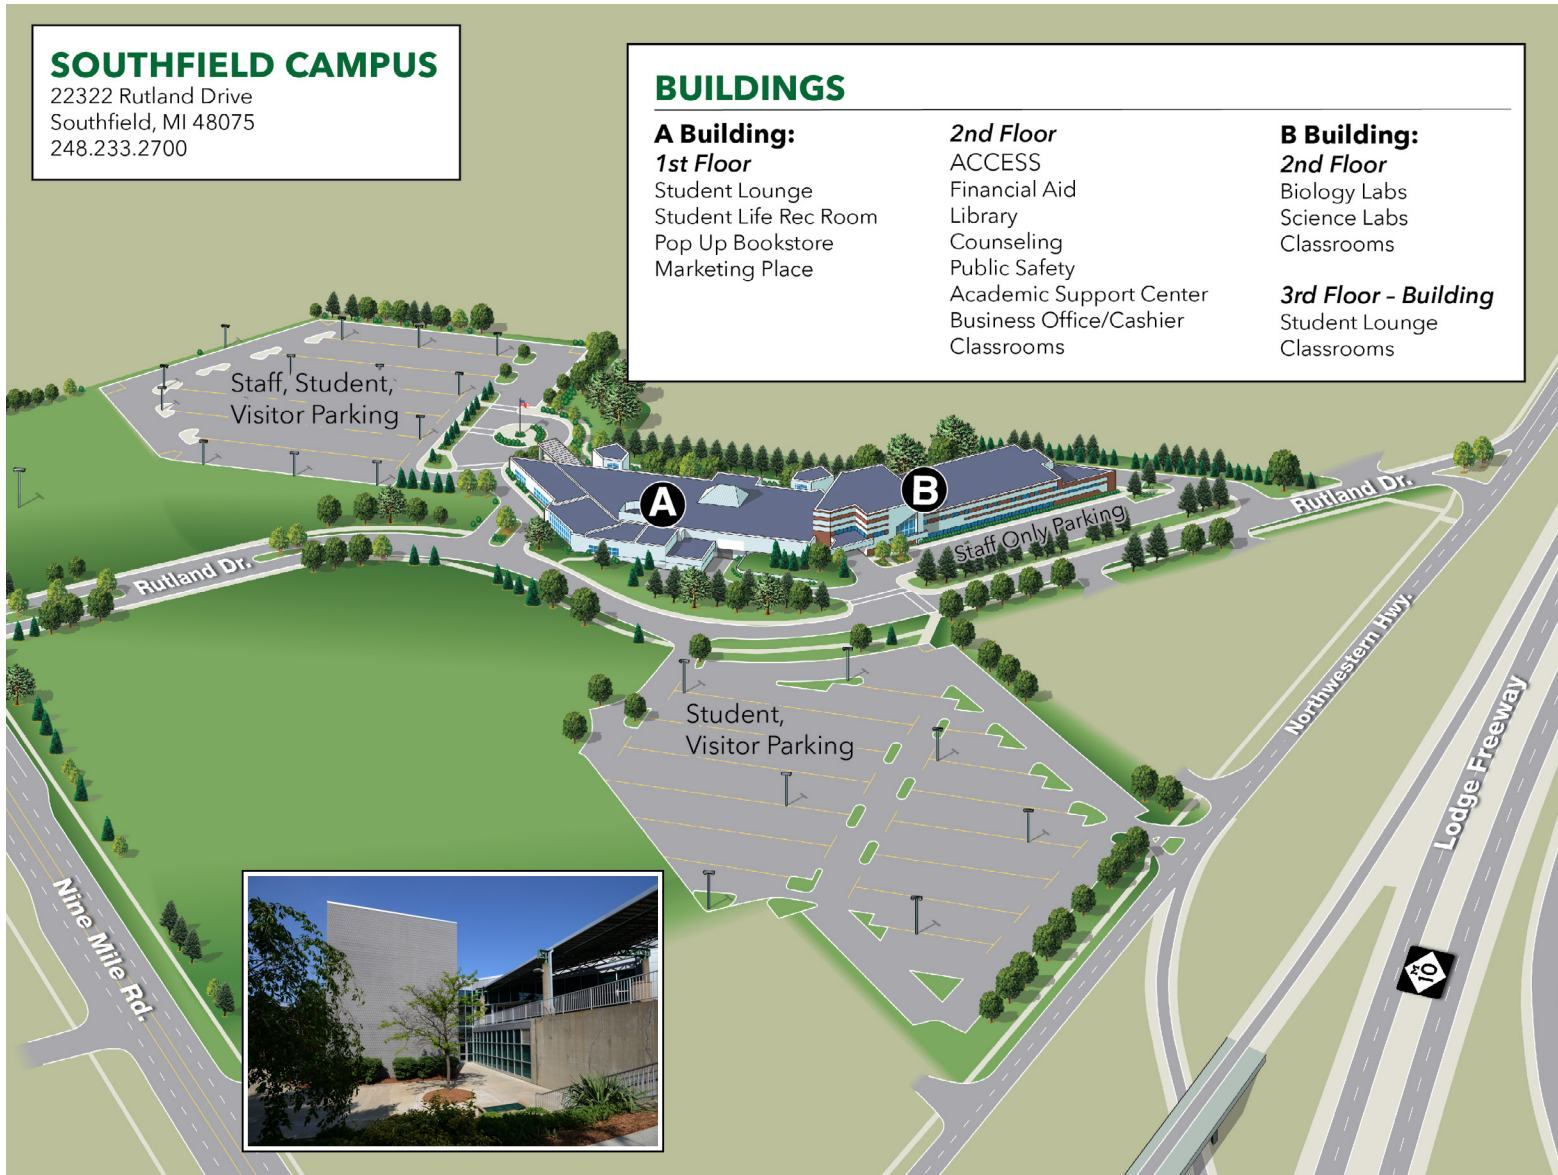 SOUTHFIELD CAMPUS
22322 Rutland Drive
Southfield, MI 48075
248.233.2700
BUILDINGS
A Building:
1st Floor
Student Lounge
Student Life Rec Room
Pop Up Bookstore
Marketing Place
2nd Floor
ACCESS
Financial Aid
Library
Counseling
Public Safety
Academic Support Center
Business Office/Cashier
Classrooms
B Building:
2nd Floor
Biology Labs
Science Labs
Classrooms
3rd Floor – Building
Student Lounge
Classrooms
Staff, Student,
Visitor Parking
A
B
Staff Only Parking
Rutland Dr.
Rutland Dr.
Student,
Visitor Parking
Northwestern Hwy.
Lodge Freeway
M
10
Nine Mile Rd.